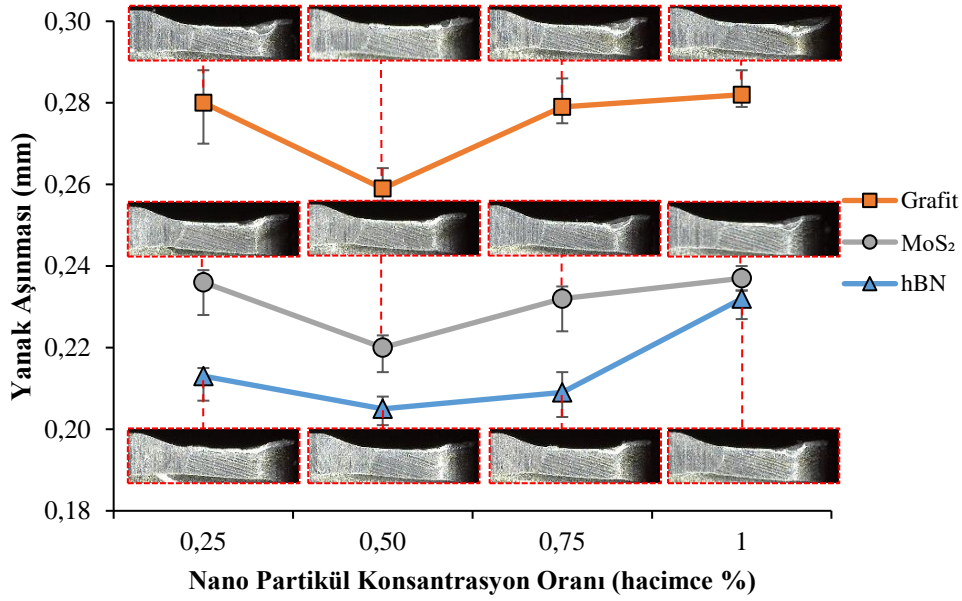 0,30
0,28
0,26
0,24
0,22
0,20
0,18
Yanak Aşınması (mm)
Grafit
MoS₂
hBN
0,25 0,50 0,75 1
Nano Partikül Konsantrasyon Oranı (hacimce %)